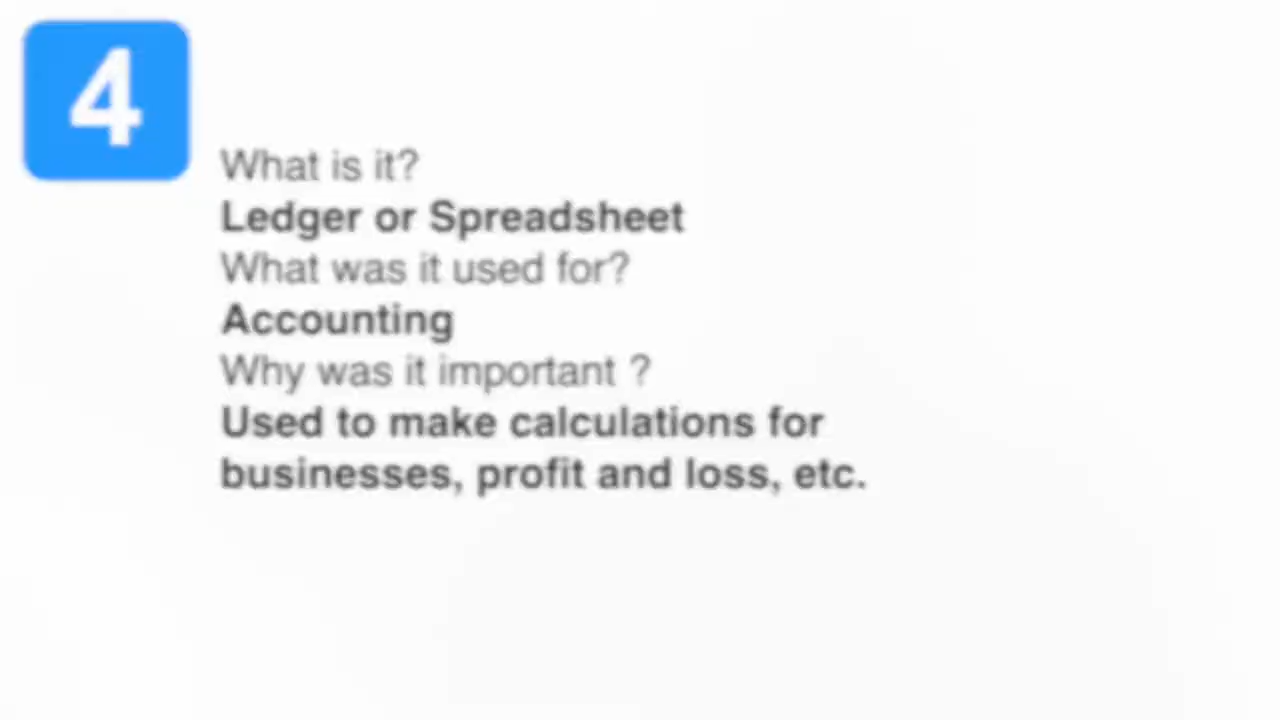 4
What is it?
Ledger or Spreadsheet
What was it used for?
Accounting
Why was it important ?
Used to make calculations for
businesses, profit and loss, etc.